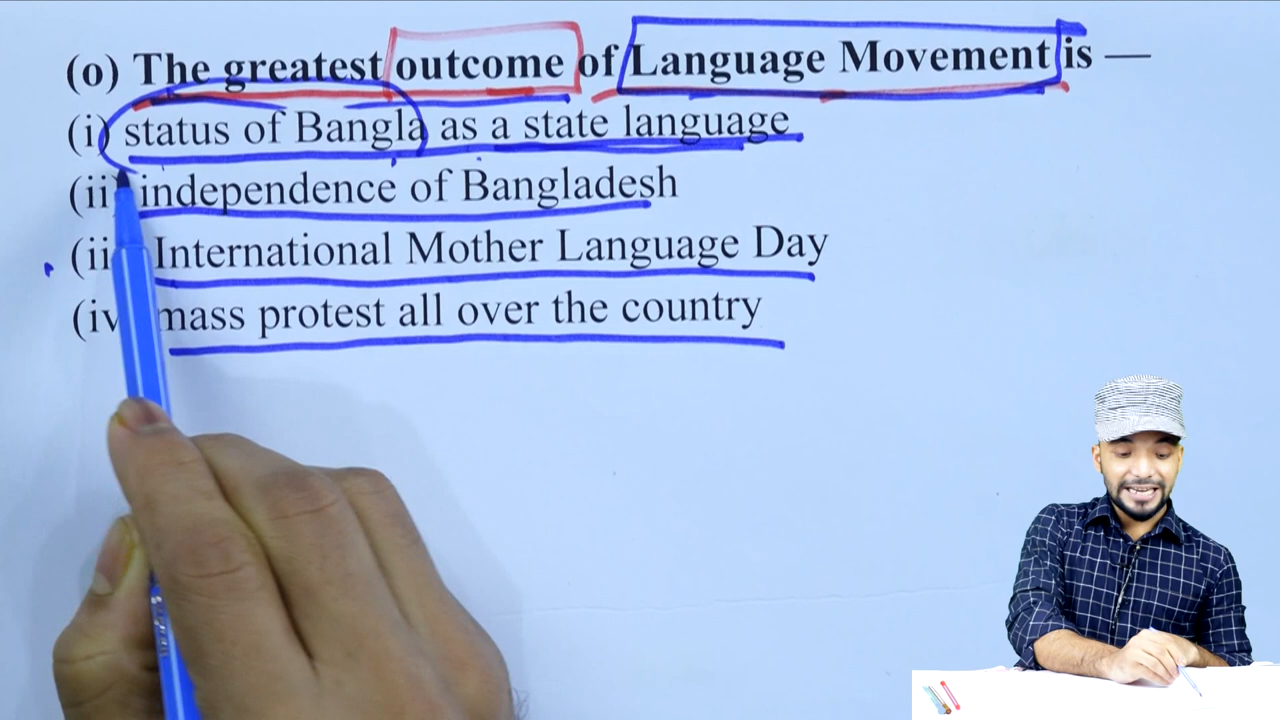 (o) The greatest outcome of Language Movement is —
(i) status of Bangla as a state language
(ii) independence of Bangladesh
(ii International Mother Language Day
(iv mass protest all over the country